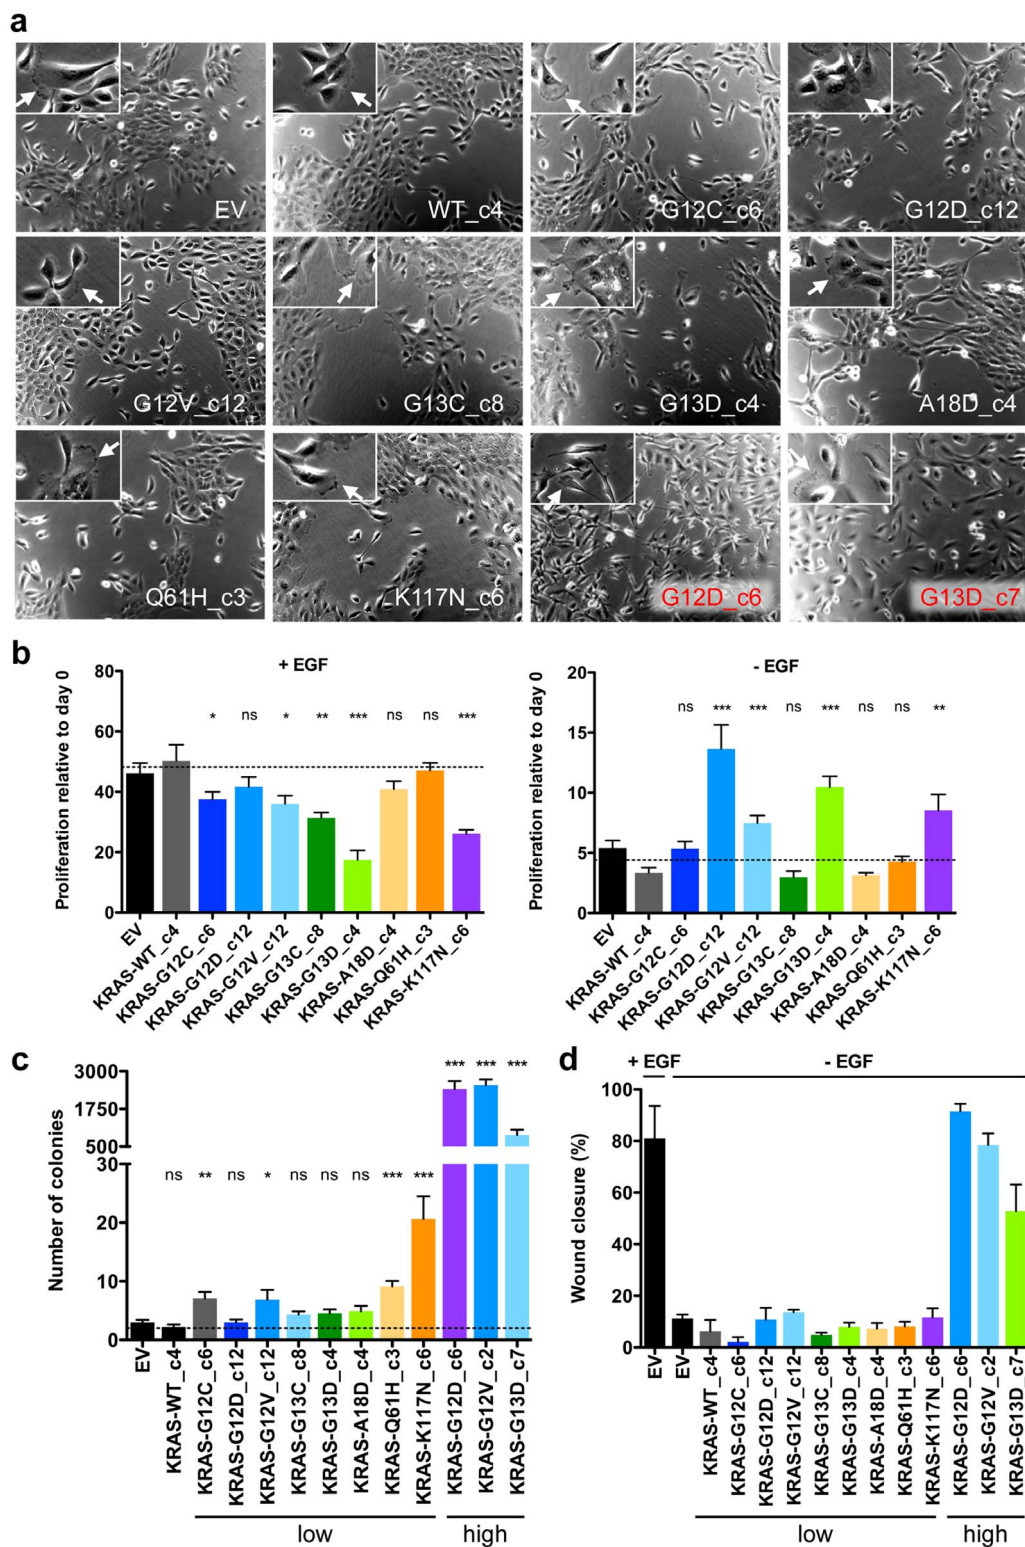 a
EV
WT_c4
G12C_c6
G12D_c12
G12V_c12
G13C_c8
G13D_c4
A18D_c4
Q61H_c3
K117N_c6
G12D_c6
G13D_c7
b
+ EGF
Proliferation relative to day 0
80
60
40
20
0
* ns * ** *** ns ns ***
EV
KRAS-WT_c4
KRAS-G12C_c6
KRAS-G12D_c12
KRAS-G12V_c12
KRAS-G13C_c8
KRAS-G13D_c4
KRAS-A18D_c4
KRAS-Q61H_c3
KRAS-K117N_c6
- EGF
Proliferation relative to day 0
20
15
10
5
0
ns *** *** ns *** ns ns **
EV
KRAS-WT_c4
KRAS-G12C_c6
KRAS-G12D_c12
KRAS-G12V_c12
KRAS-G13C_c8
KRAS-G13D_c4
KRAS-A18D_c4
KRAS-Q61H_c3
KRAS-K117N_c6
c
Number of colonies
3000
1750
500
30
20
10
0
*** *** ***
ns ** ns * ns ns ns *** ***
EV
KRAS-WT_c4
KRAS-G12C_c6
KRAS-G12D_c12
KRAS-G12V_c12
KRAS-G13C_c8
KRAS-G13D_c4
KRAS-A18D_c4
KRAS-Q61H_c3
KRAS-K117N_c6
KRAS-G12D_c6
KRAS-G12V_c2
KRAS-G13D_c7
low
high
d
+ EGF
- EGF
Wound closure (%)
100
80
60
40
20
0
EV
EV
KRAS-WT_c4
KRAS-G12C_c6
KRAS-G12D_c12
KRAS-G12V_c12
KRAS-G13C_c8
KRAS-G13D_c4
KRAS-A18D_c4
KRAS-Q61H_c3
KRAS-K117N_c6
KRAS-G12D_c6
KRAS-G12V_c2
KRAS-G13D_c7
low
high